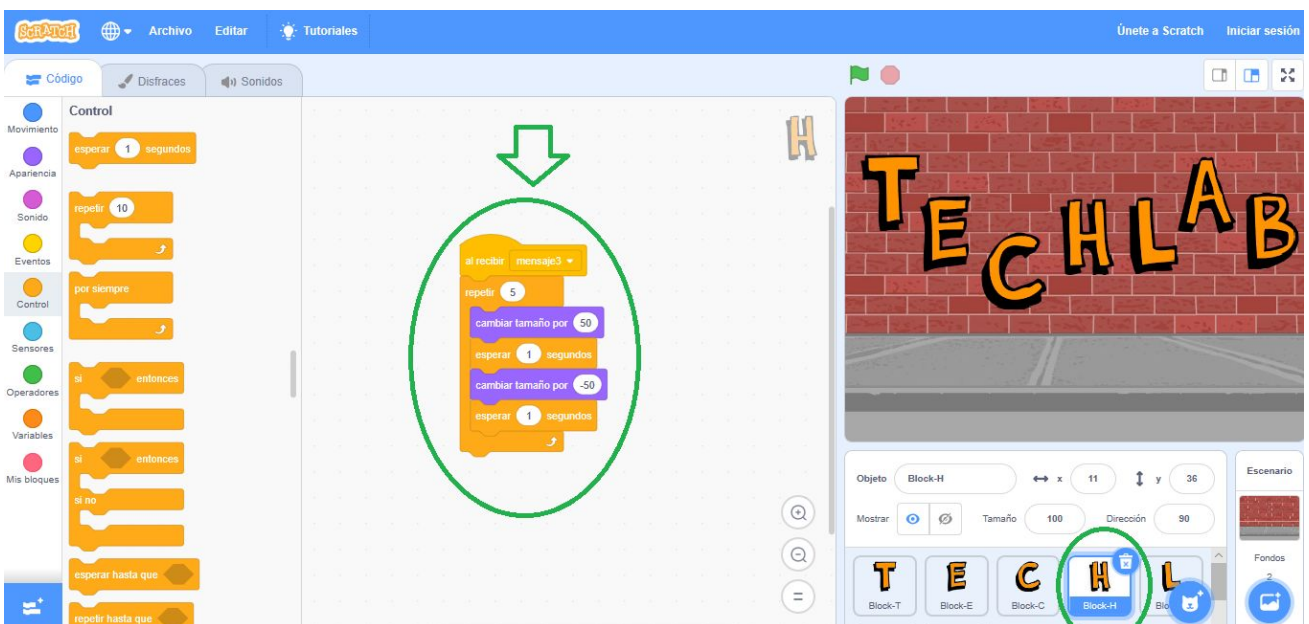 SCRATCH
Archivo
Editar
Tutoriales
Únete a Scratch
Iniciar sesión
Código
Disfraces
Sonidos
Movimiento
Apariencia
Sonido
Eventos
Control
Sensores
Operadores
Variables
Mis bloques
Control
esperar 1 segundos
repetir 10
por siempre
si entonces
si entonces
si no
esperar hasta que
repetir hasta que
al recibir mensaje3
repetir 5
cambiar tamaño por 50
esperar 1 segundos
cambiar tamaño por -50
esperar 1 segundos
H
TECHLAB
Objeto Block-H x 11 y 36
Mostrar Tamaño 100 Dirección 90
T E C H L
Block-T Block-E Block-C Block-H
Escenario
Fondos
2